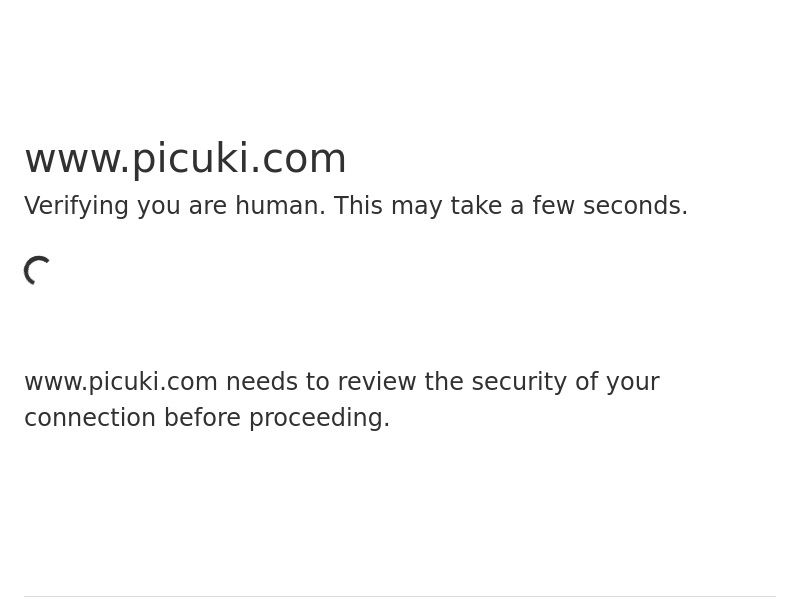 www.picuki.com
Verifying you are human. This may take a few seconds.
www.picuki.com needs to review the security of your
connection before proceeding.